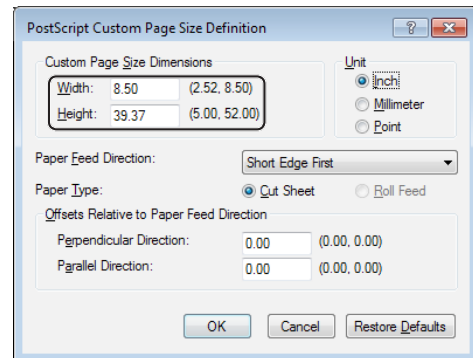 PostScript Custom Page Size Definition
Custom Page Size Dimensions
Width: 8.50 (2.52, 8.50)
Height: 39.37 (5.00, 52.00)
Unit
Inch
Millimeter
Point
Paper Feed Direction: Short Edge First
Paper Type: Cut Sheet Roll Feed
Offsets Relative to Paper Feed Direction
Perpendicular Direction: 0.00 (0.00, 0.00)
Parallel Direction: 0.00 (0.00, 0.00)
OK Cancel Restore Defaults